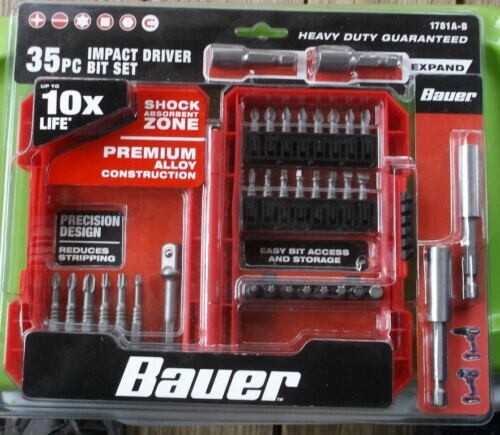 1781A-B
HEAVY DUTY GUARANTEED
35PC IMPACT DRIVER
BIT SET
EXPAND
UP TO
10X
LIFE*
SHOCK
ABSORBENT
ZONE
PREMIUM
ALLOY
CONSTRUCTION
Bauer
PRECISION
DESIGN
REDUCES
STRIPPING
EASY BIT ACCESS
AND STORAGE
Bauer™